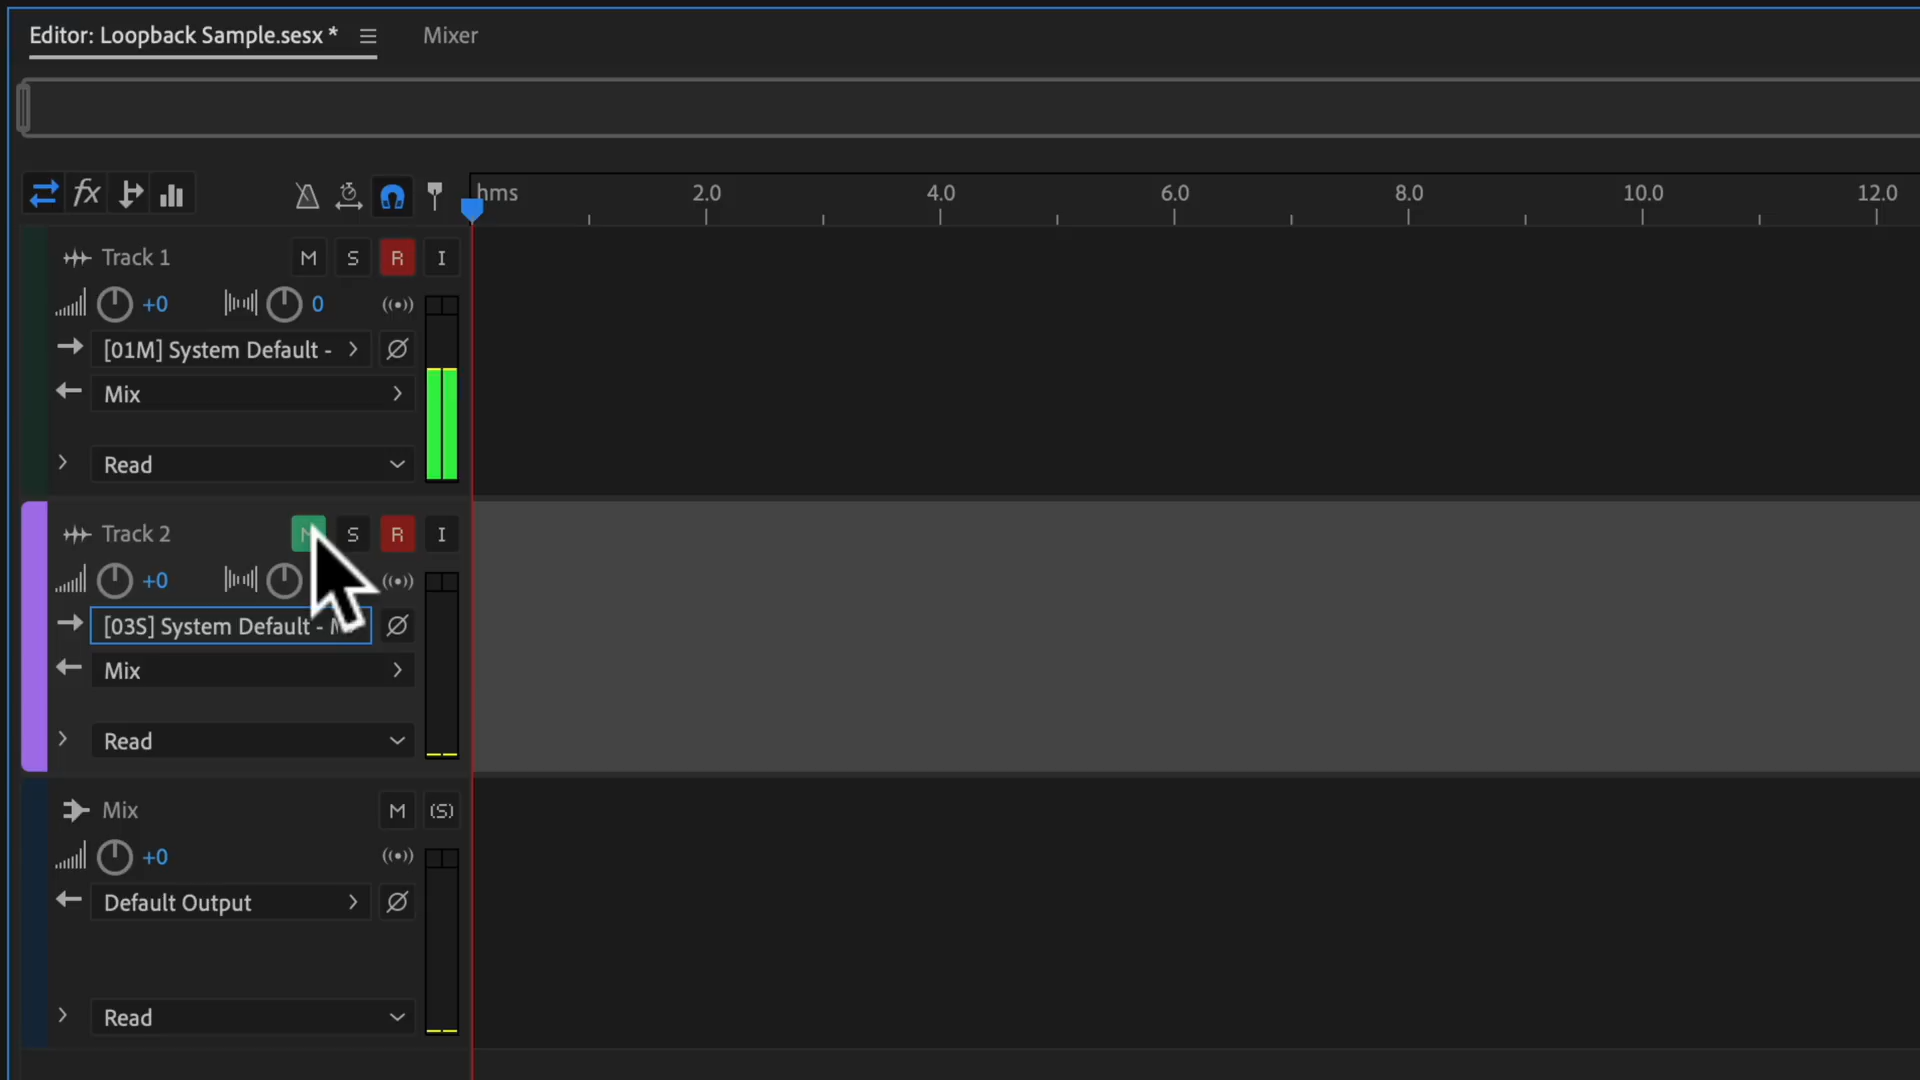 Editor: Loopback Sample.sesx * Mixer
fx hms 2.0 4.0 6.0 8.0 10.0 12.0
Track 1 M S R I
+0 0
[01M] System Default -
Mix
Read
Track 2 S R I
+0
[03S] System Default -
Mix
Read
Mix M (S)
+0
Default Output
Read